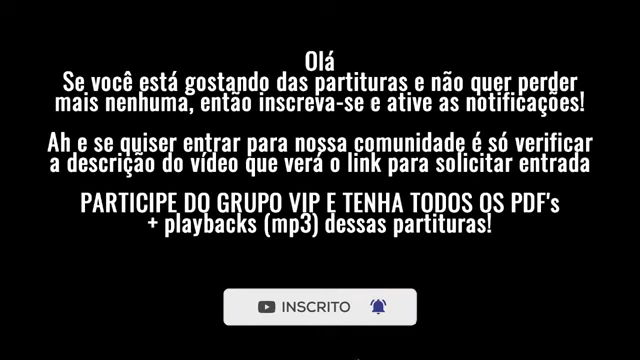 Olá
Se você está gostando das partituras e não quer perder
mais nenhuma, então inscreva-se e ative as notificações!
Ah e se quiser entrar para nossa comunidade é só verificar
a descrição do vídeo que verá o link para solicitar entrada
PARTICIPE DO GRUPO VIP E TENHA TODOS OS PDF's
+ playbacks (mp3) dessas partituras!
INSCRITO